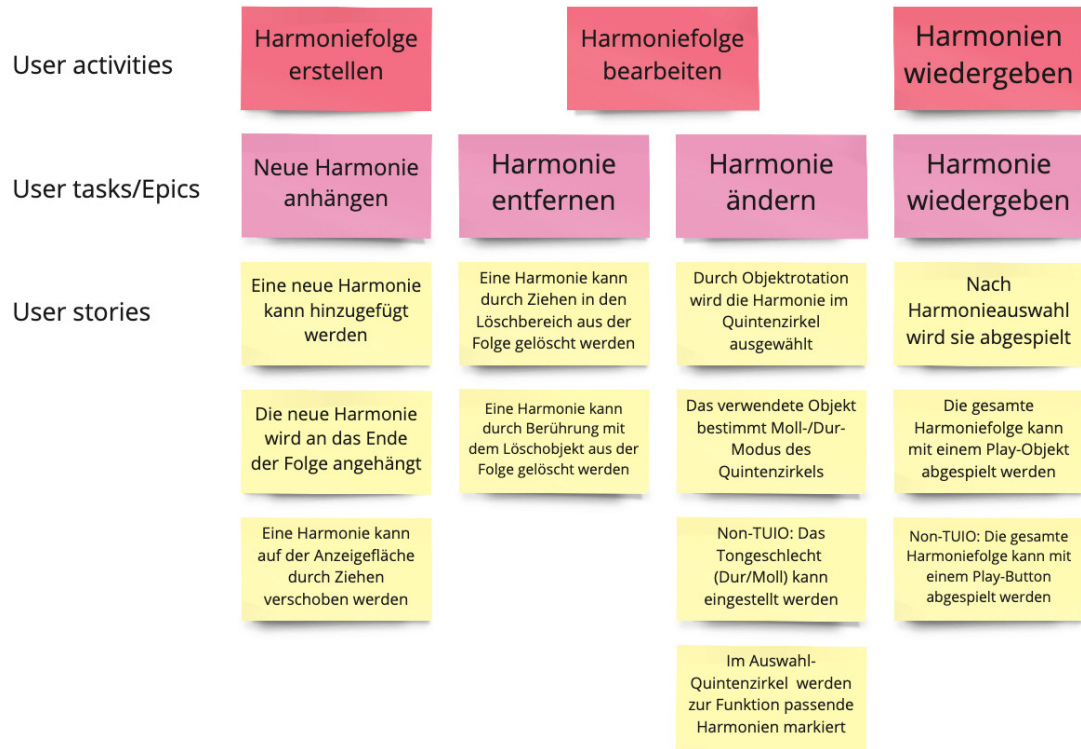 User activities
Harmoniefolge
erstellen
Harmoniefolge
bearbeiten
Harmonien
wiedergeben
User tasks/Epics
Neue Harmonie
anhängen
Harmonie
entfernen
Harmonie
ändern
Harmonie
wiedergeben
User stories
Eine neue Harmonie
kann hinzugefügt
werden
Eine Harmonie kann
durch Ziehen in den
Löschbereich aus der
Folge gelöscht werden
Durch Objektrotation
wird die Harmonie im
Quintenzirkel
ausgewählt
Nach
Harmonieauswahl
wird sie abgespielt
Die neue Harmonie
wird an das Ende
der Folge angehängt
Eine Harmonie kann
durch Berührung mit
dem Löschobjekt aus der
Folge gelöscht werden
Das verwendete Objekt
bestimmt Moll-/Dur-
Modus des
Quintenzirkels
Die gesamte
Harmoniefolge kann
mit einem Play-Objekt
abgespielt werden
Eine Harmonie kann
auf der Anzeigefläche
durch Ziehen
verschoben werden
Non-TUIO: Das
Tongeschlecht
(Dur/Moll) kann
eingestellt werden
Non-TUIO: Die gesamte
Harmoniefolge kann mit
einem Play-Button
abgespielt werden
Im Auswahl-
Quintenzirkel werden
zur Funktion passende
Harmonien markiert